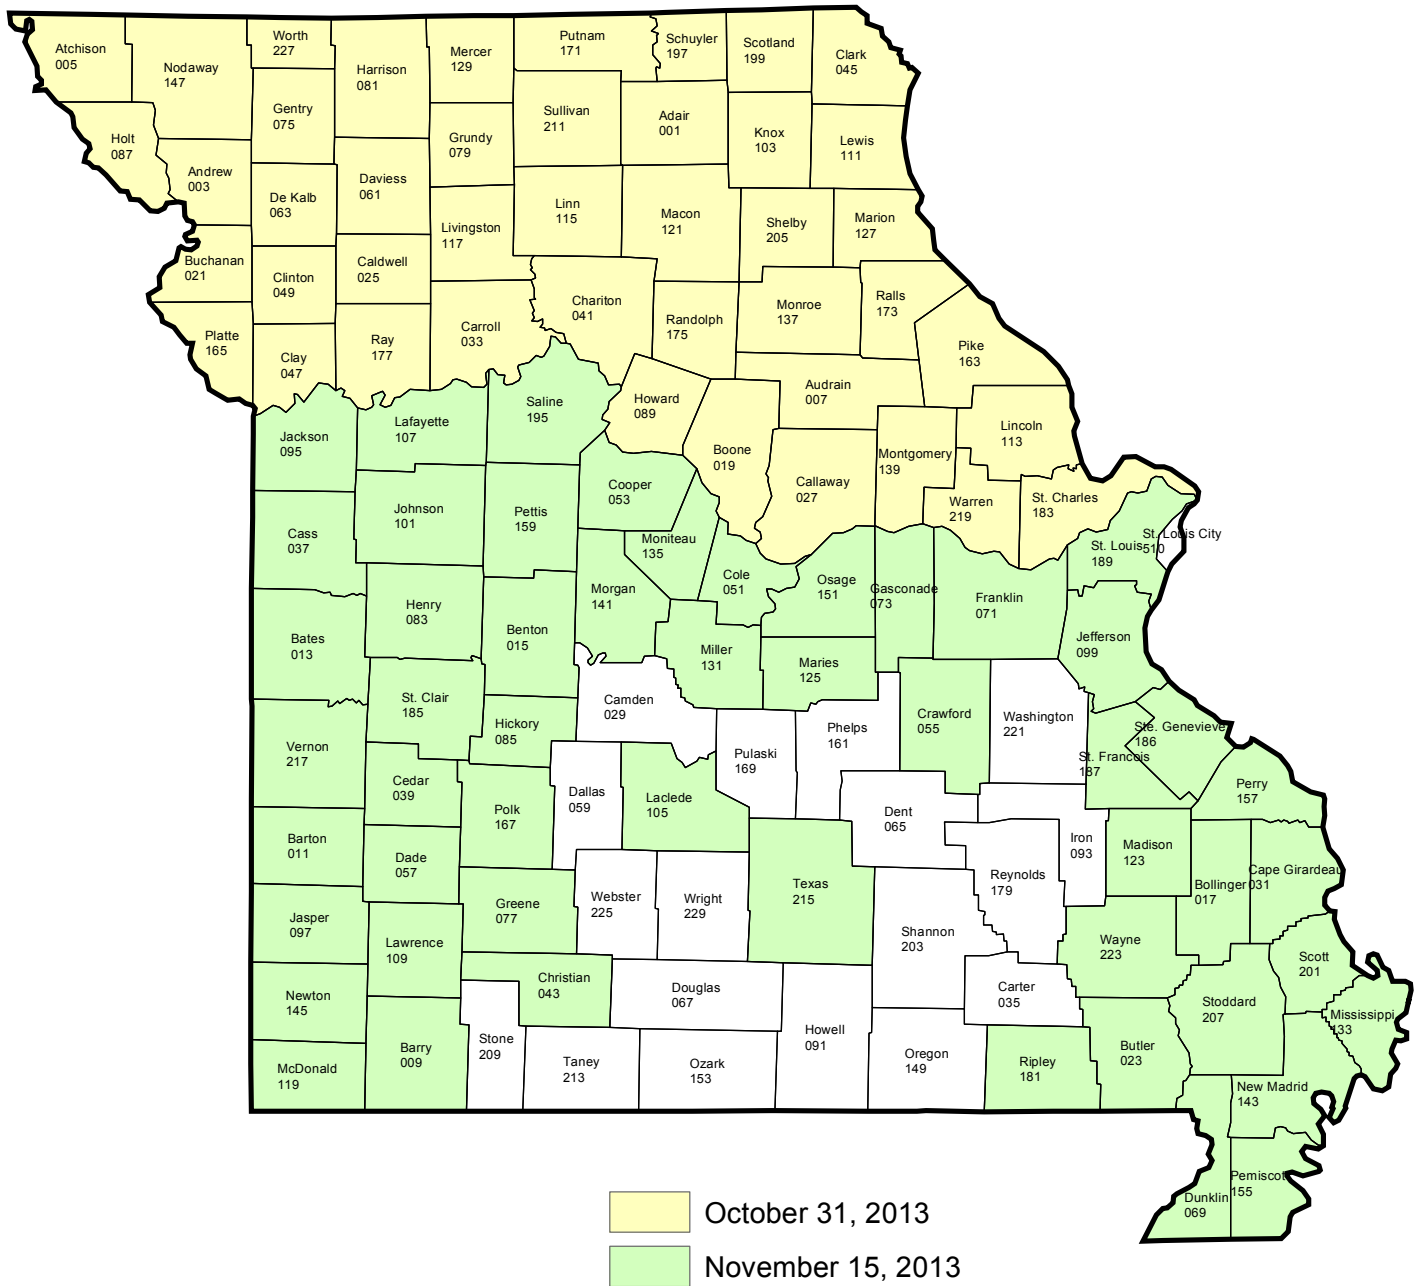 Atchison
005
Nodaway
147
Worth
227
Harrison
081
Mercer
129
Putnam
171
Schuyler
197
Scotland
199
Clark
045
Holt
087
Andrew
003
Gentry
075
De Kalb
063
Daviess
061
Grundy
079
Sullivan
211
Adair
001
Knox
103
Lewis
111
Livingston
117
Linn
115
Macon
121
Shelby
205
Marion
127
Buchanan
021
Clinton
049
Caldwell
025
Platte
165
Clay
047
Ray
177
Carroll
033
Chariton
041
Randolph
175
Monroe
137
Ralls
173
Pike
163
Audrain
007
Howard
089
Boone
019
Callaway
027
Montgomery
139
Lincoln
113
Warren
219
St. Charles
183
Jackson
095
Lafayette
107
Saline
195
Cass
037
Johnson
101
Pettis
159
Cooper
053
Moniteau
135
Cole
051
Osage
151
Gasconade
073
Franklin
071
St. Louis
189
St. Louis City
510
Jefferson
099
Bates
013
Henry
083
Benton
015
Morgan
141
Miller
131
Maries
125
Vernon
217
St. Clair
185
Hickory
085
Camden
029
Pulaski
169
Phelps
161
Crawford
055
Washington
221
St. Francois
187
Ste. Genevieve
186
Perry
157
Barton
011
Cedar
039
Dade
057
Polk
167
Dallas
059
Laclede
105
Dent
065
Iron
093
Madison
123
Bollinger
017
Cape Girardeau
031
Jasper
097
Lawrence
109
Greene
077
Webster
225
Wright
229
Texas
215
Shannon
203
Reynolds
179
Wayne
223
Scott
201
Newton
145
McDonald
119
Barry
009
Christian
043
Stone
209
Taney
213
Douglas
067
Ozark
153
Howell
091
Oregon
149
Carter
035
Ripley
181
Butler
023
Stoddard
207
Mississippi
133
New Madrid
143
Pemiscot
155
Dunklin
069
October 31, 2013
November 15, 2013